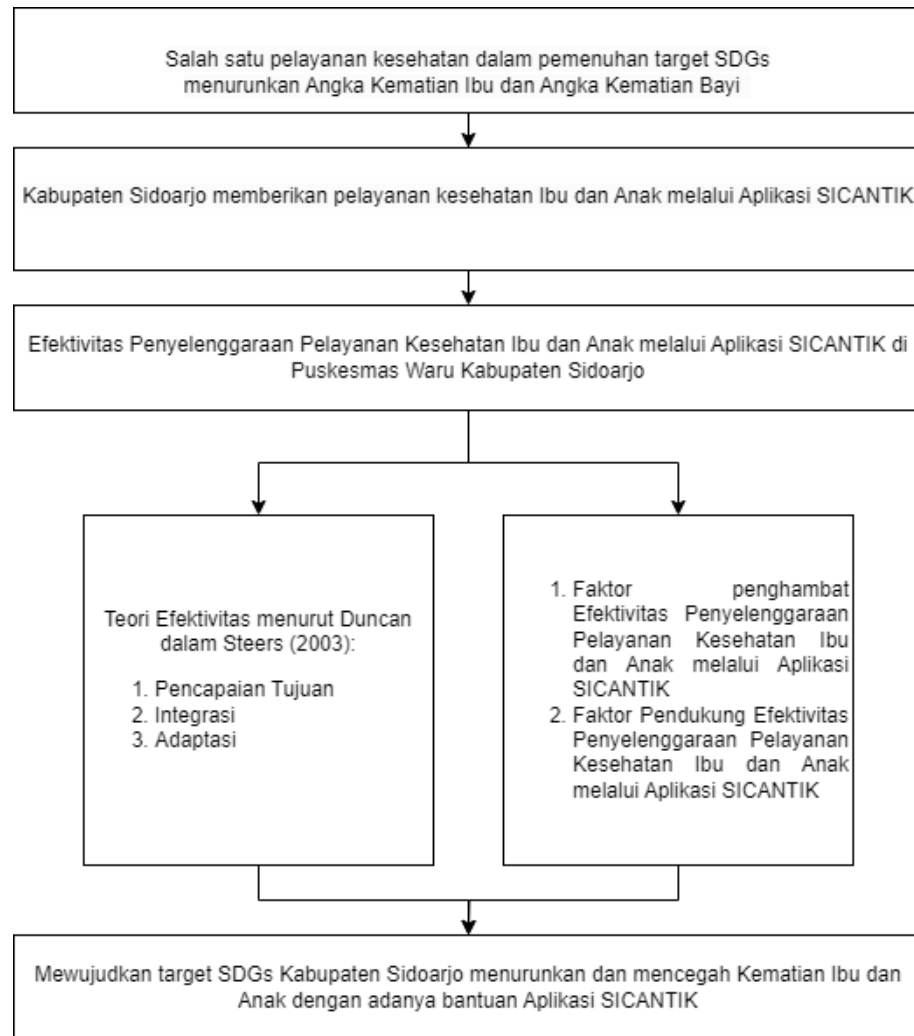 Salah satu pelayanan kesehatan dalam pemenuhan target SDGs
menurunkan Angka Kematian Ibu dan Angka Kematian Bayi
Kabupaten Sidoarjo memberikan pelayanan kesehatan Ibu dan Anak melalui Aplikasi SICANTIK
Efektivitas Penyelenggaraan Pelayanan Kesehatan Ibu dan Anak melalui Aplikasi SICANTIK di
Puskesmas Waru Kabupaten Sidoarjo
Teori Efektivitas menurut Duncan
dalam Steers (2003):
1. Pencapaian Tujuan
2. Integrasi
3. Adaptasi
1. Faktor penghambat
Efektivitas Penyelenggaraan
Pelayanan Kesehatan Ibu
dan Anak melalui Aplikasi
SICANTIK
2. Faktor Pendukung Efektivitas
Penyelenggaraan Pelayanan
Kesehatan Ibu dan Anak
melalui Aplikasi SICANTIK
Mewujudkan target SDGs Kabupaten Sidoarjo menurunkan dan mencegah Kematian Ibu dan
Anak dengan adanya bantuan Aplikasi SICANTIK